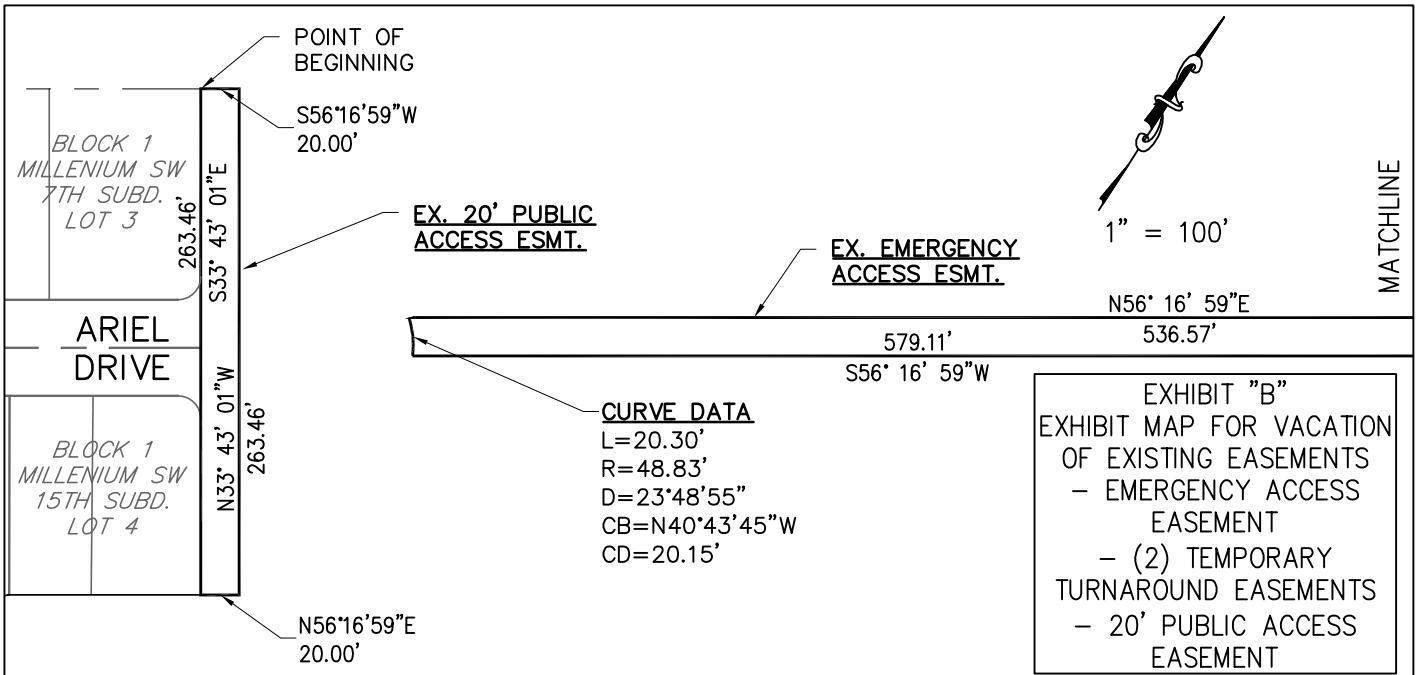 POINT OF
BEGINNING
S56°16'59"W
20.00'
BLOCK 1
MILLENIUM SW
7TH SUBD.
LOT 3
263.46'
S33° 43' 01"E
EX. 20' PUBLIC
ACCESS ESMT.
EX. EMERGENCY
ACCESS ESMT.
1" = 100'
MATCHLINE
N56° 16' 59"E
536.57'
579.11'
S56° 16' 59"W
ARIEL
DRIVE
N33° 43' 01"W
263.46'
BLOCK 1
MILLENIUM SW
15TH SUBD.
LOT 4
CURVE DATA
L=20.30'
R=48.83'
D=23°48'55"
CB=N40°43'45"W
CD=20.15'
N56°16'59"E
20.00'
EXHIBIT "B"
EXHIBIT MAP FOR VACATION
OF EXISTING EASEMENTS
– EMERGENCY ACCESS
EASEMENT
– (2) TEMPORARY
TURNAROUND EASEMENTS
– 20' PUBLIC ACCESS
EASEMENT